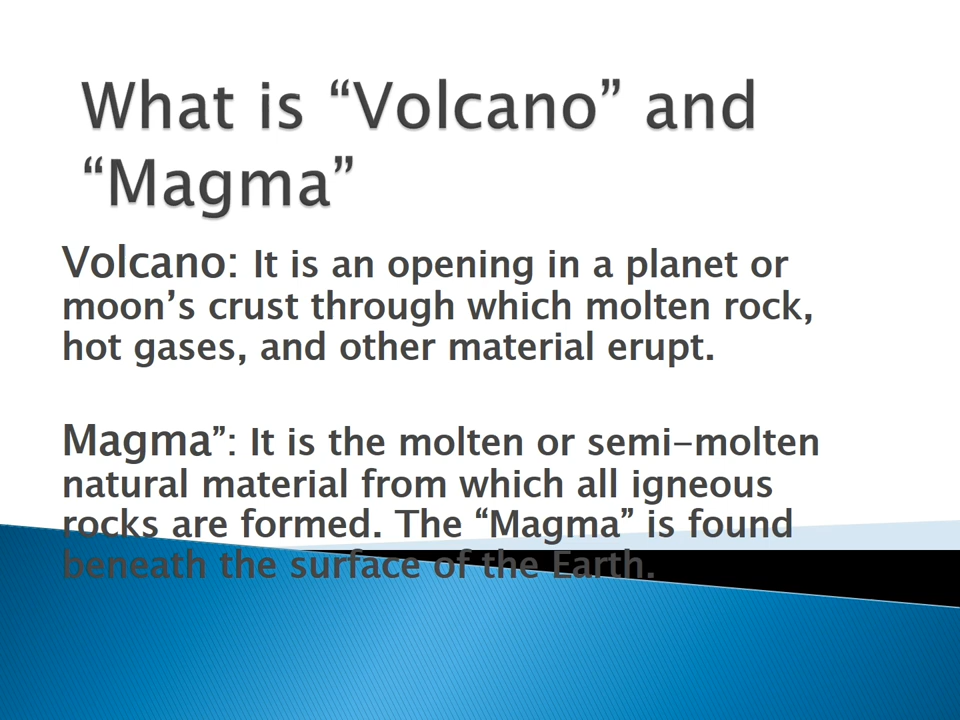 What is “Volcano” and
“Magma”
Volcano: It is an opening in a planet or
moon’s crust through which molten rock,
hot gases, and other material erupt.
Magma”: It is the molten or semi-molten
natural material from which all igneous
rocks are formed. The “Magma” is found
beneath the surface of the Earth.